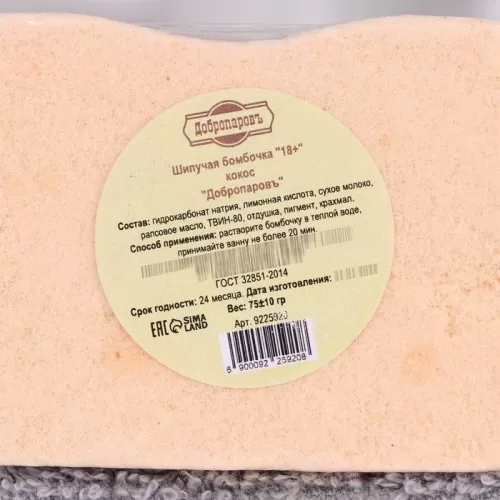 Добропаровъ
Шипучая бомбочка "18+"
кокос
"Добропаровъ"
Состав: гидрокарбонат натрия, лимонная кислота, сухое молоко,
рапсовое масло, ТВИН-80, отдушка, пигмент, крахмал.
Способ применения: растворите бомбочку в теплой воде,
принимайте ванну не более 20 мин.
ГОСТ 32851-2014
Срок годности: 24 месяца. Дата изготовления:
Вес: 75±10 гр
EAC SIMA
LAND
Арт. 9225920
6 900092 259208